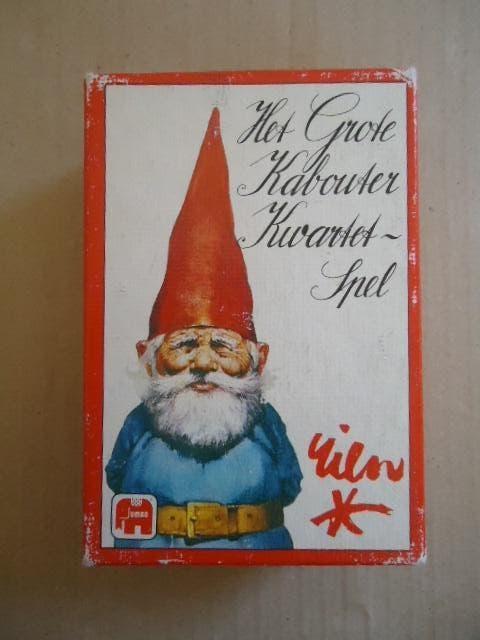 Het Grote
Kabouter
Kwartet~
Spel
Rien
Jumbo